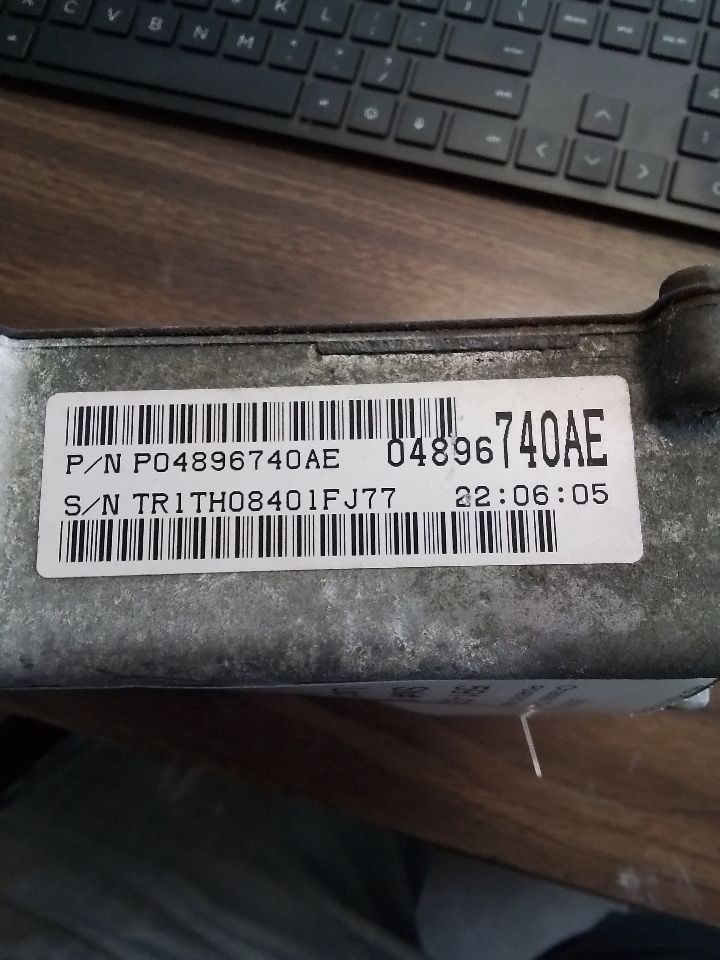 C V B N M
P/N P04896740AE 04896740AE
S/N TR1TH08401FJ77 22:06:05